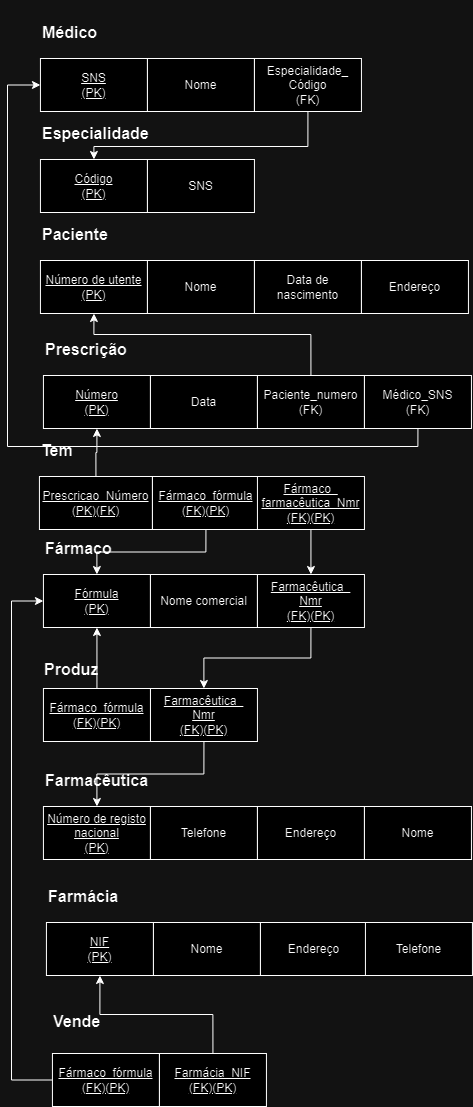 Médico
SNS
(PK)
Nome
Especialidade_
Código
(FK)
Especialidade
Código
(PK)
SNS
Paciente
Número de utente
(PK)
Nome
Data de
nascimento
Endereço
Prescrição
Número
(PK)
Data
Paciente_numero
(FK)
Médico_SNS
(FK)
Tem
Prescricao_Número
(PK)(FK)
Fármaco_fórmula
(FK)(PK)
Fármaco_
farmacêutica_Nmr
(FK)(PK)
Fármaco
Fórmula
(PK)
Nome comercial
Farmacêutica_
Nmr
(FK)(PK)
Produz
Fármaco_fórmula
(FK)(PK)
Farmacêutica_
Nmr
(FK)(PK)
Farmacêutica
Número de registo
nacional
(PK)
Telefone
Endereço
Nome
Farmácia
NIF
(PK)
Nome
Endereço
Telefone
Vende
Fármaco_fórmula
(FK)(PK)
Farmácia_NIF
(FK)(PK)